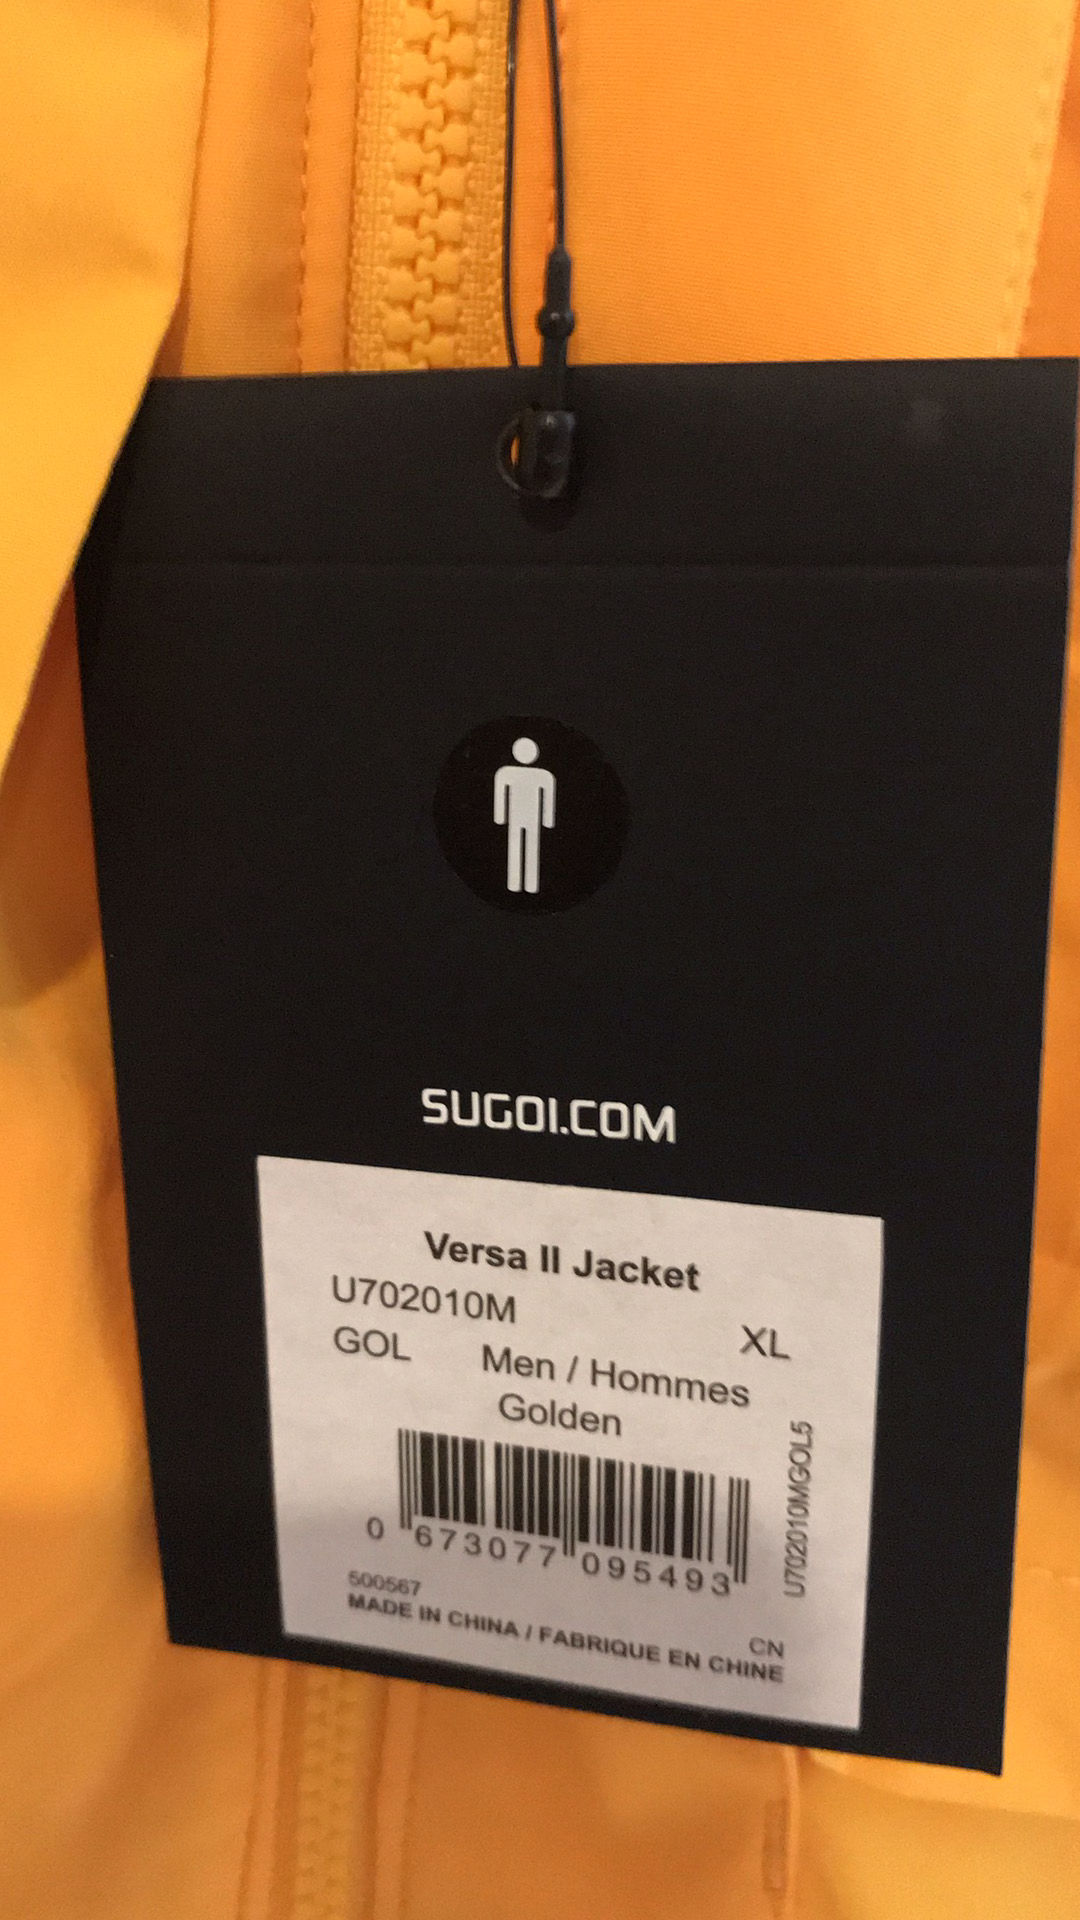 SUGOI.COM
Versa II Jacket
U702010M
XL
GOL
Men / Hommes
Golden
U702010MGOL5
0 673077 095493
500567
CN
MADE IN CHINA / FABRIQUE EN CHINE